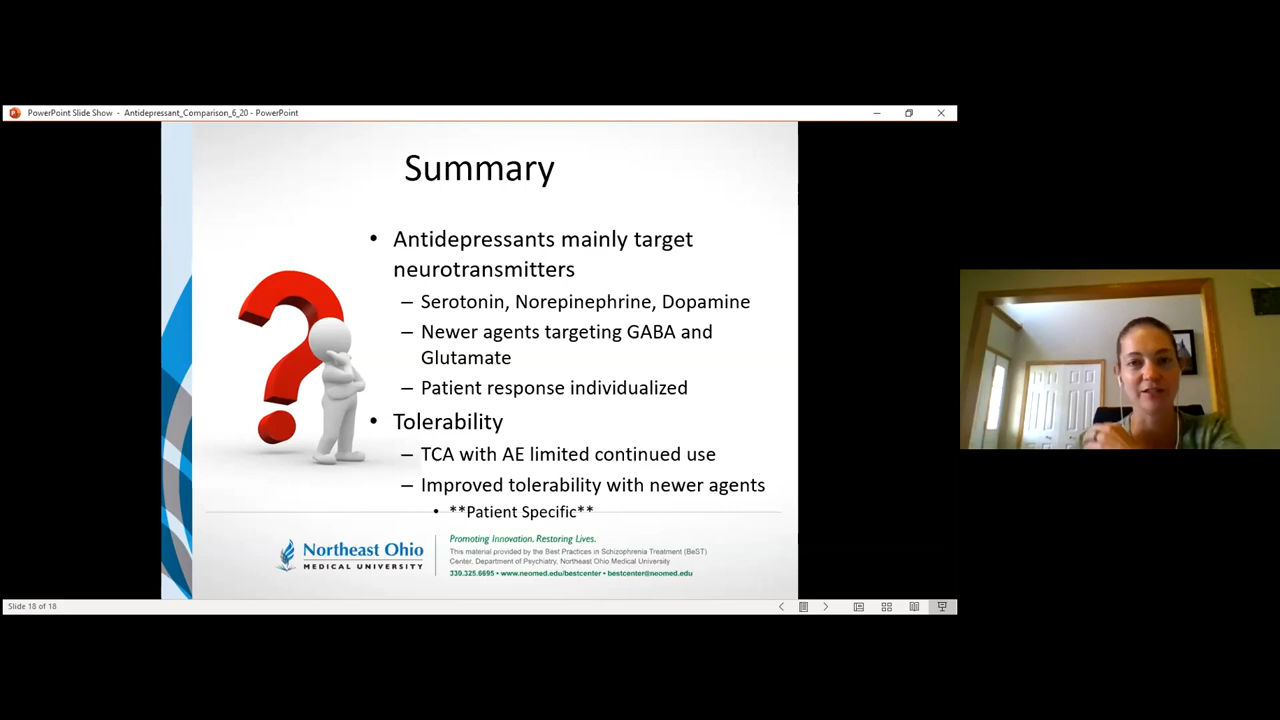 PowerPoint Slide Show - Antidepressant_Comparison_6_20 - PowerPoint
Summary
• Antidepressants mainly target
neurotransmitters
– Serotonin, Norepinephrine, Dopamine
– Newer agents targeting GABA and
Glutamate
– Patient response individualized
• Tolerability
– TCA with AE limited continued use
– Improved tolerability with newer agents
• **Patient Specific**
Northeast Ohio
MEDICAL UNIVERSITY
Promoting Innovation. Restoring Lives.
This material provided by the Best Practices in Schizophrenia Treatment (BeST)
Center, Department of Psychiatry, Northeast Ohio Medical University
330.325.6695 • www.neomed.edu/bestcenter • bestcenter@neomed.edu
Slide 18 of 18